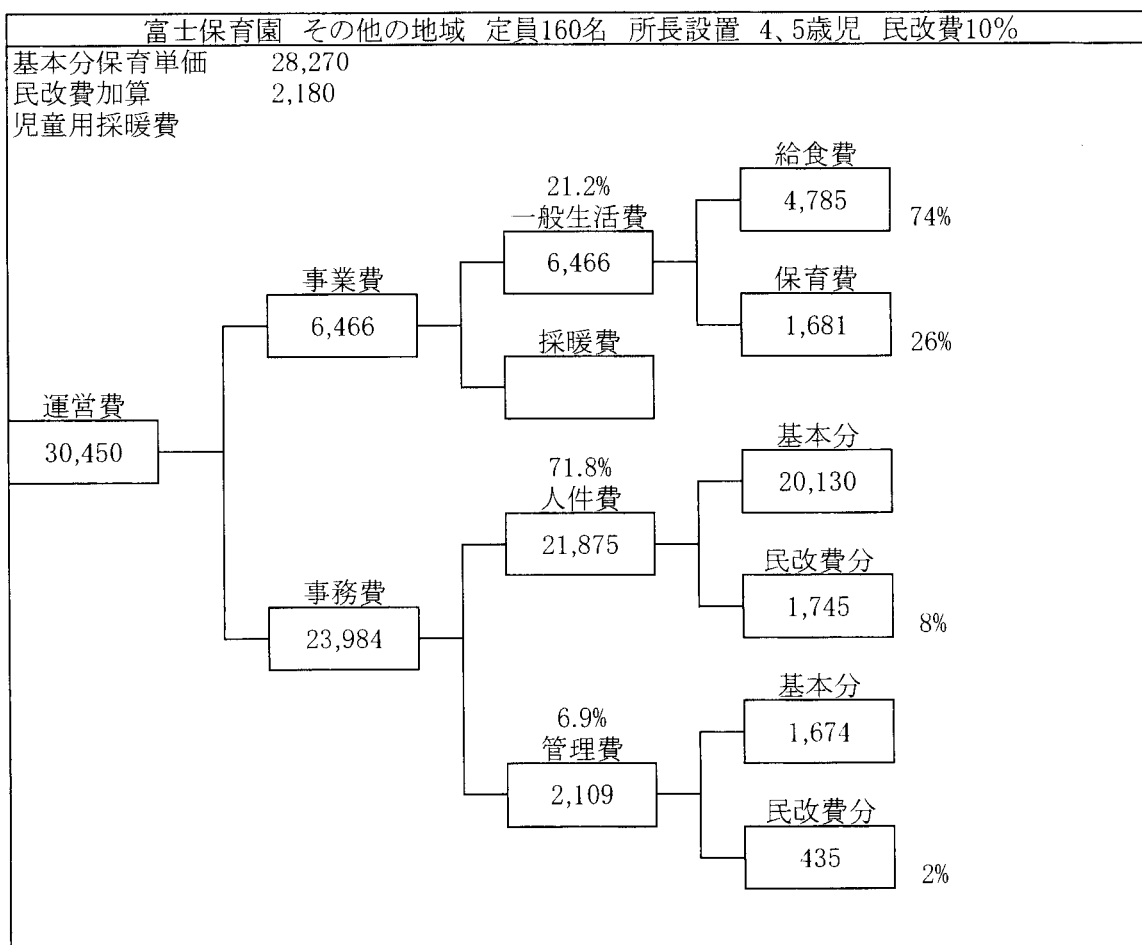 富士保育園 その他の地域 定員160名 所長設置 4、5歳児 民改費10%
基本分保育単価 28,270
民改費加算 2,180
児童用採暖費
給食費
4,785
74%
21.2%
一般生活費
6,466
保育費
1,681
26%
事業費
6,466
採暖費
運営費
30,450
基本分
20,130
71.8%
人件費
21,875
民改費分
1,745
8%
事務費
23,984
基本分
1,674
6.9%
管理費
2,109
民改費分
435
2%